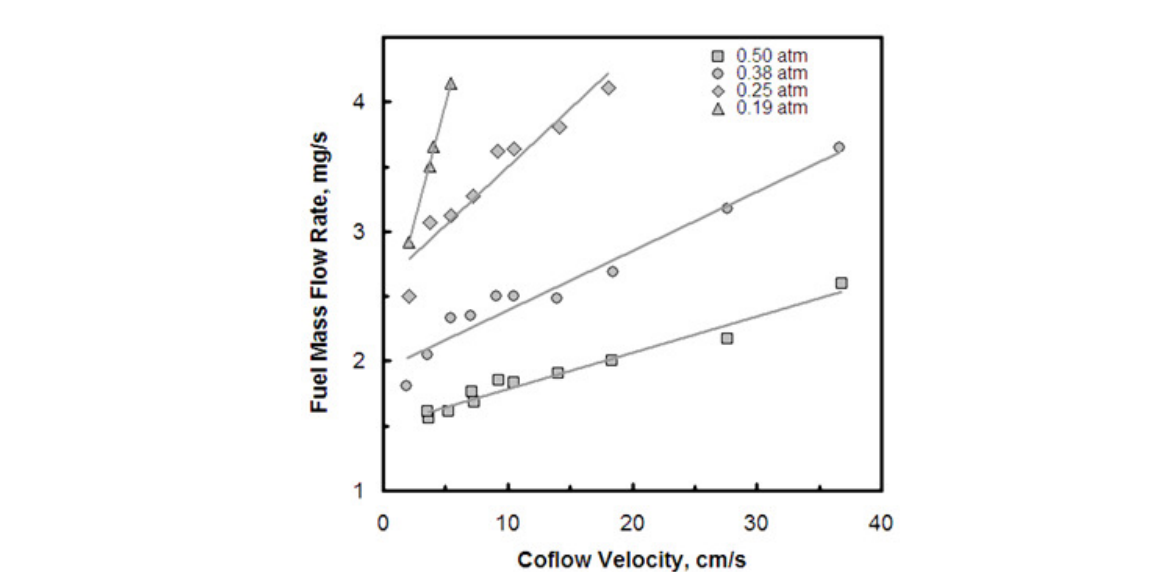 0.50 atm
0.38 atm
0.25 atm
0.19 atm
Fuel Mass Flow Rate, mg/s
4
3
2
1
0 10 20 30 40
Coflow Velocity, cm/s